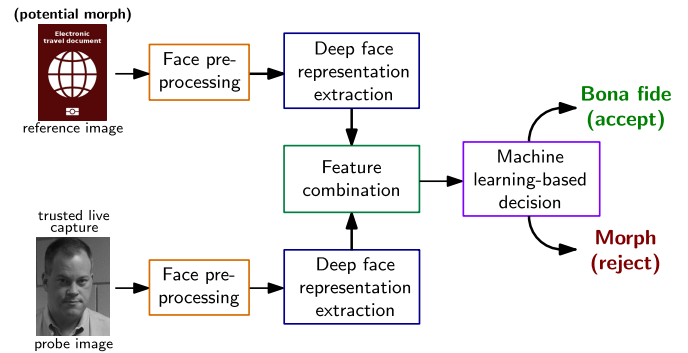 (potential morph)
Electronic
travel document
reference image
Face pre-
processing
Deep face
representation
extraction
Feature
combination
Machine
learning-based
decision
Bona fide
(accept)
Morph
(reject)
trusted live
capture
probe image
Face pre-
processing
Deep face
representation
extraction